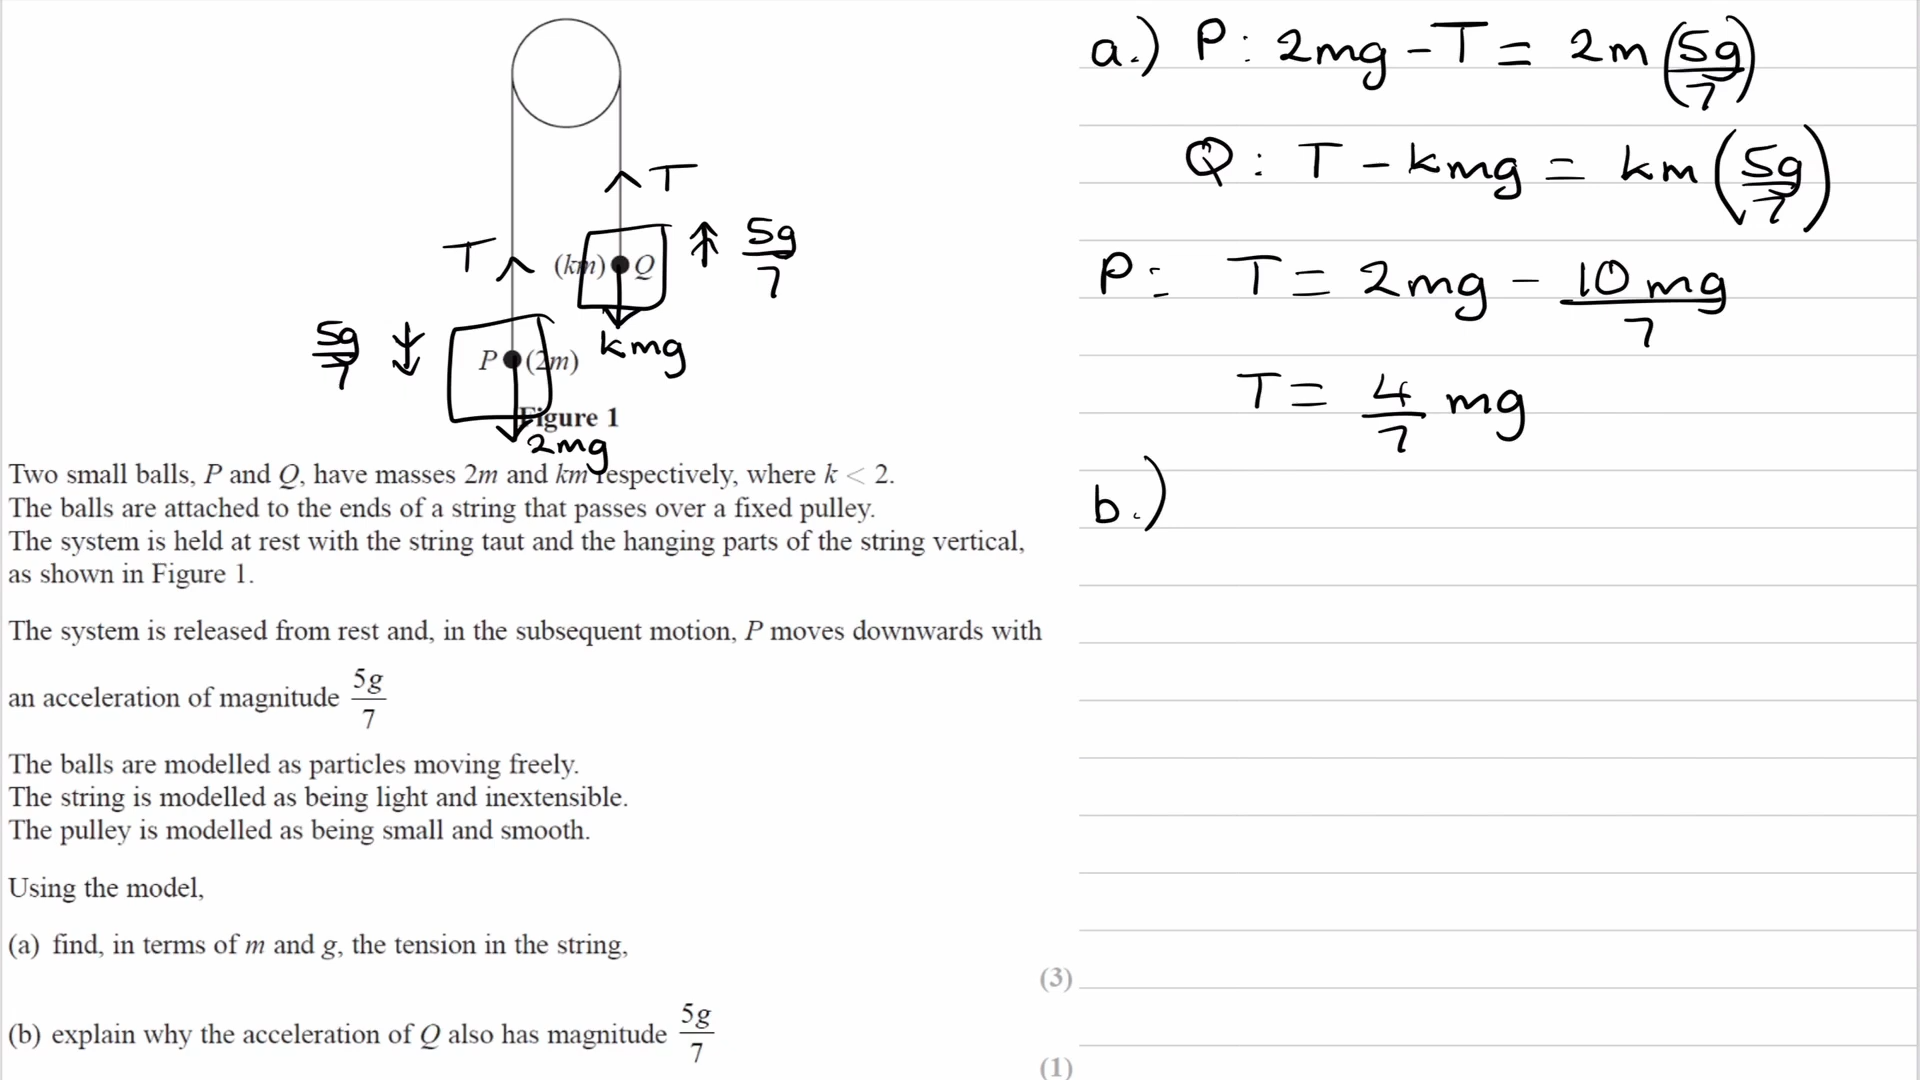 T
T
(km) Q
5g/7
5g/7
kmg
P (2m)
Figure 1
2mg
Two small balls, P and Q, have masses 2m and km respectively, where k < 2.
The balls are attached to the ends of a string that passes over a fixed pulley.
The system is held at rest with the string taut and the hanging parts of the string vertical,
as shown in Figure 1.
The system is released from rest and, in the subsequent motion, P moves downwards with
an acceleration of magnitude 5g/7
The balls are modelled as particles moving freely.
The string is modelled as being light and inextensible.
The pulley is modelled as being small and smooth.
Using the model,
(a) find, in terms of m and g, the tension in the string,
(3)
(b) explain why the acceleration of Q also has magnitude 5g/7
(1)
a.) P: 2mg - T = 2m(5g/7)
Q: T - kmg = km(5g/7)
P: T = 2mg - 10mg/7
T = 4/7 mg
b.)